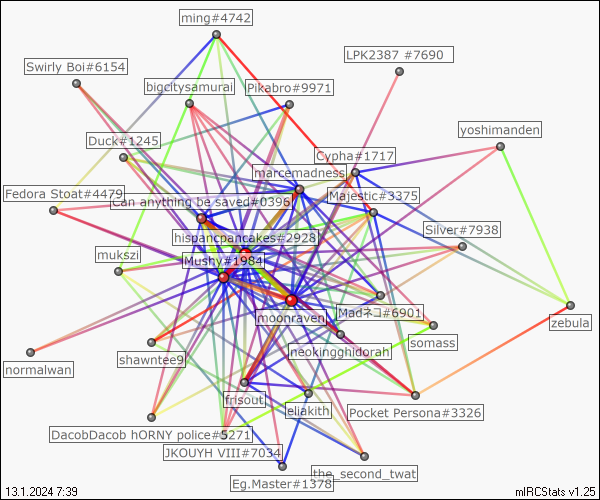 ming#4742
LPK2387 #7690
Swirly Boi#6154
bigcitysamurai
Pikabro#9971
yoshimanden
Duck#1245
Cypha#1717
marcemadness
Fedora Stoat#4479
Can anything be saved#0396
Majestic#3375
hispancpancakes#2928
Silver#7938
mukszi
Mushy#1984
moonraven
Madネコ#6901
zebula
somass
neokingghidorah
shawntee9
normalwan
frisout
eliakith
Pocket Persona#3326
DacobDacob hORNY police#5271
JKOUYH VIII#7034
the_second_twat
Eg.Master#1378
13.1.2024 7:39
mIRCStats v1.25